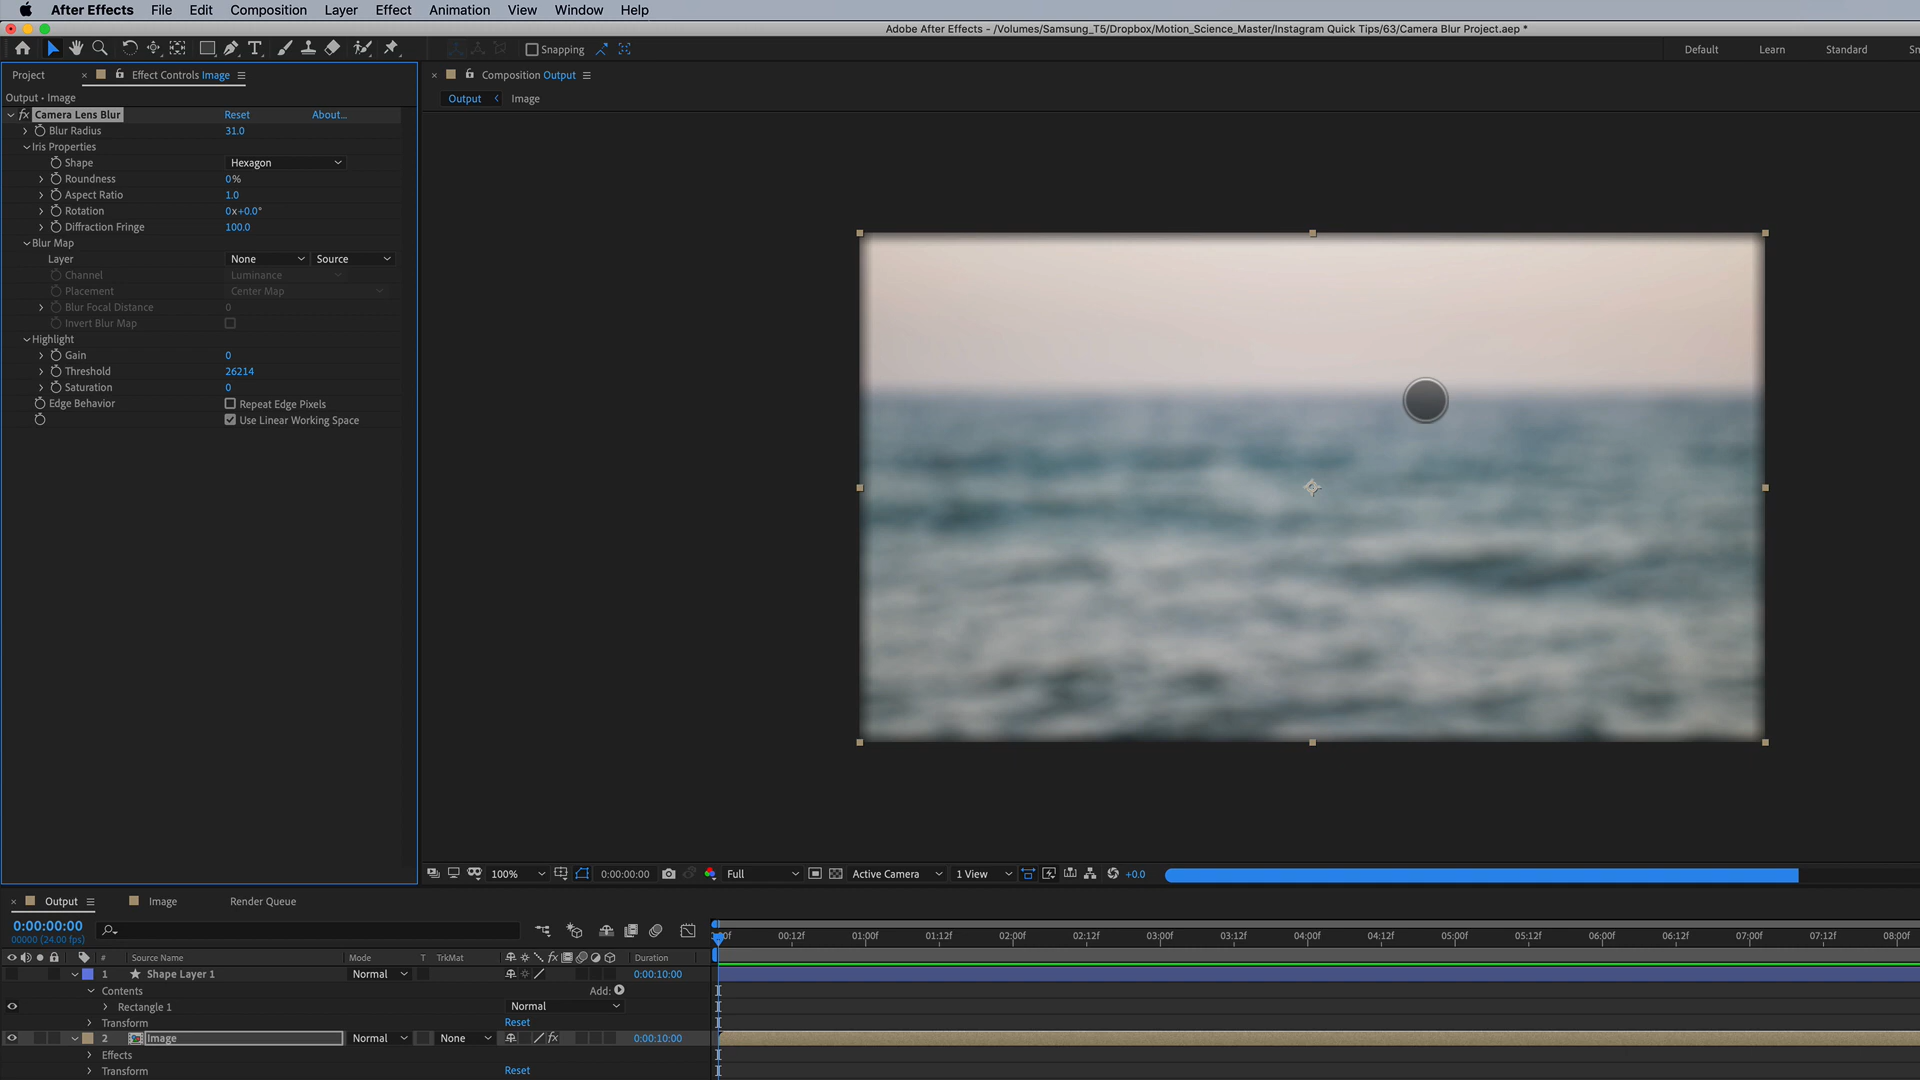 After Effects File Edit Composition Layer Effect Animation View Window Help
Adobe After Effects - /Volumes/Samsung_T5/Dropbox/Motion_Science_Master/Instagram Quick Tips/63/Camera Blur Project.aep *
Snapping Default Learn Standard
Project Effect Controls Image
Composition Output
Output • Image
Output Image
fx Camera Lens Blur Reset About...
Blur Radius 31.0
Iris Properties
Shape Hexagon
Roundness 0%
Aspect Ratio 1.0
Rotation 0x+0.0°
Diffraction Fringe 100.0
Blur Map
Layer None Source
Channel Luminance
Placement Center Map
Blur Focal Distance 0
Invert Blur Map
Highlight
Gain 0
Threshold 26214
Saturation 0
Edge Behavior Repeat Edge Pixels
Use Linear Working Space
100% 0:00:00:00 Full Active Camera 1 View +0.0
Output Image Render Queue
0:00:00:00
00000 (24.00 fps)
00:12f 01:00f 01:12f 02:00f 02:12f 03:00f 03:12f 04:00f 04:12f 05:00f 05:12f 06:00f 06:12f 07:00f 07:12f 08:00f
# Source Name Mode T TrkMat fx Duration
1 Shape Layer 1 Normal 0:00:10:00
Contents Add:
Rectangle 1 Normal
Transform Reset
2 Image Normal None fx 0:00:10:00
Effects
Transform Reset